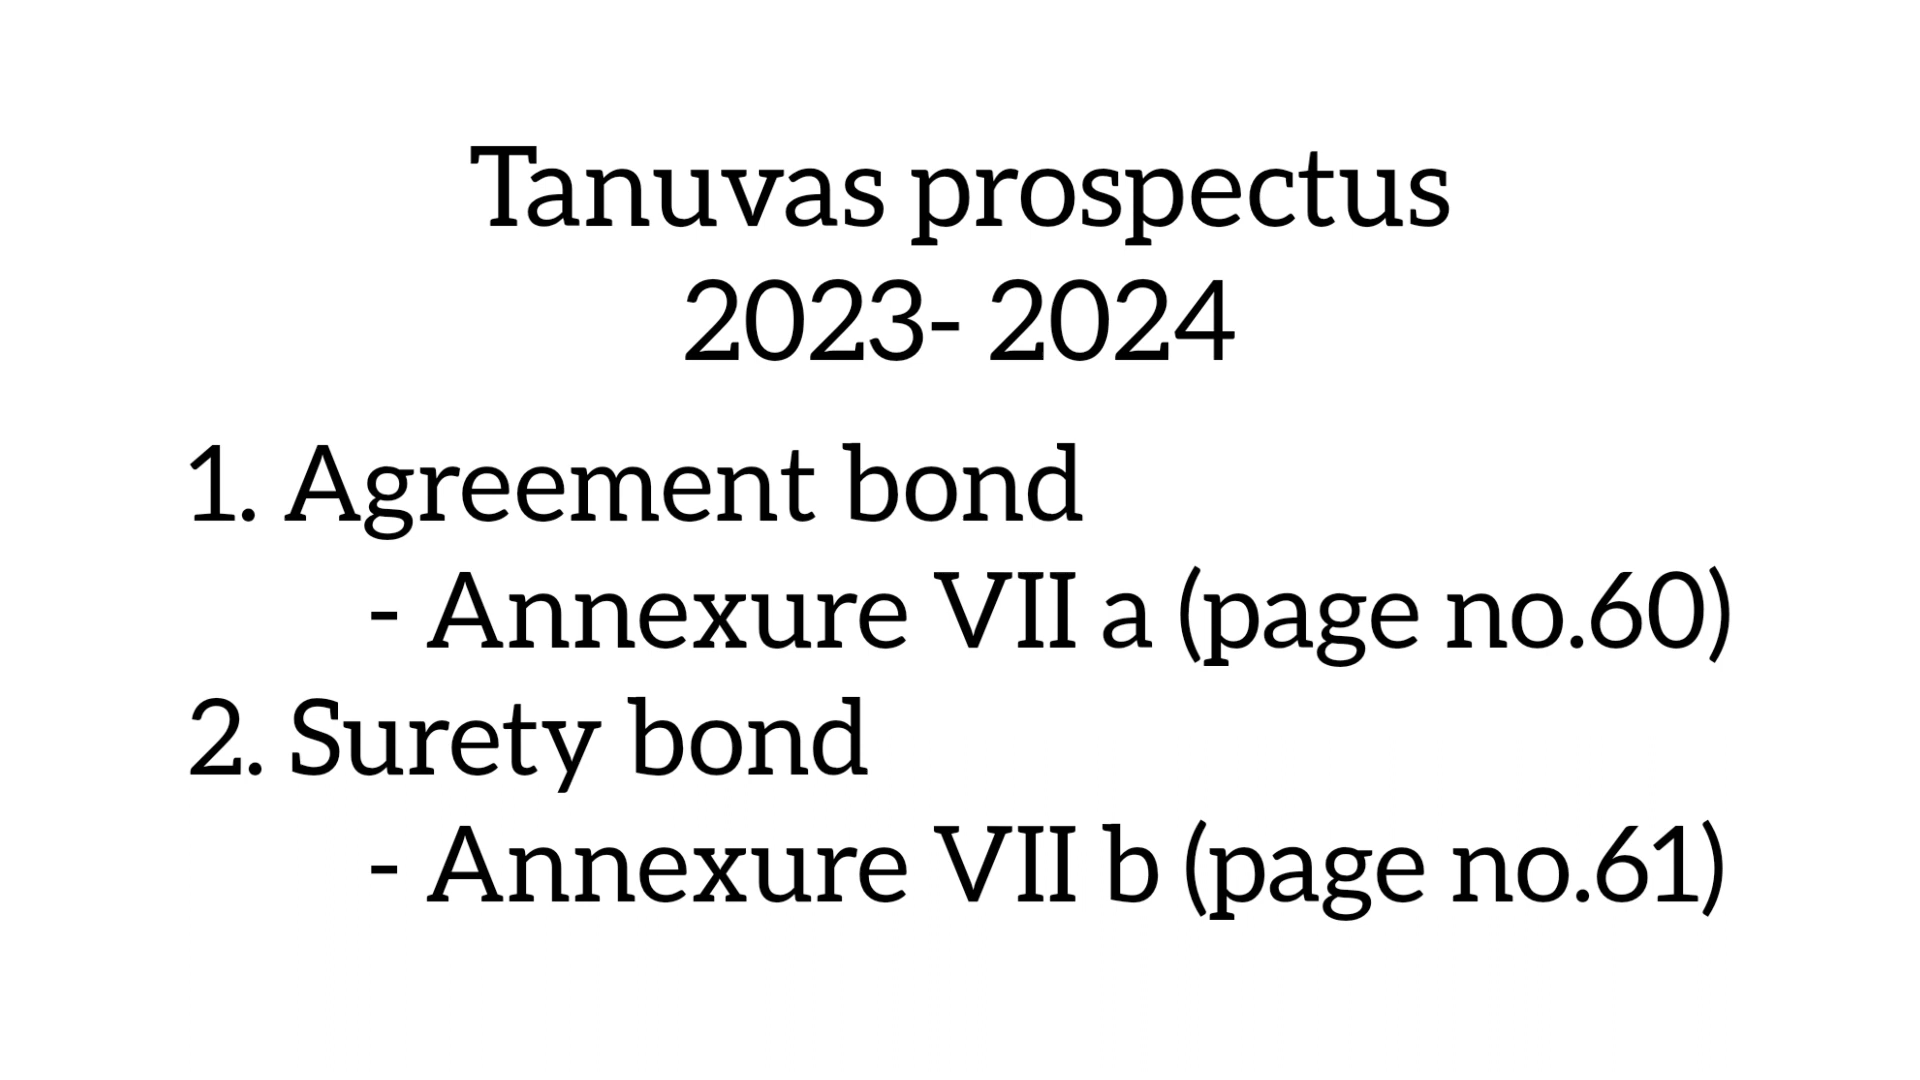 Tanuvas prospectus
2023- 2024
1. Agreement bond
- Annexure VII a (page no.60)
2. Surety bond
- Annexure VII b (page no.61)